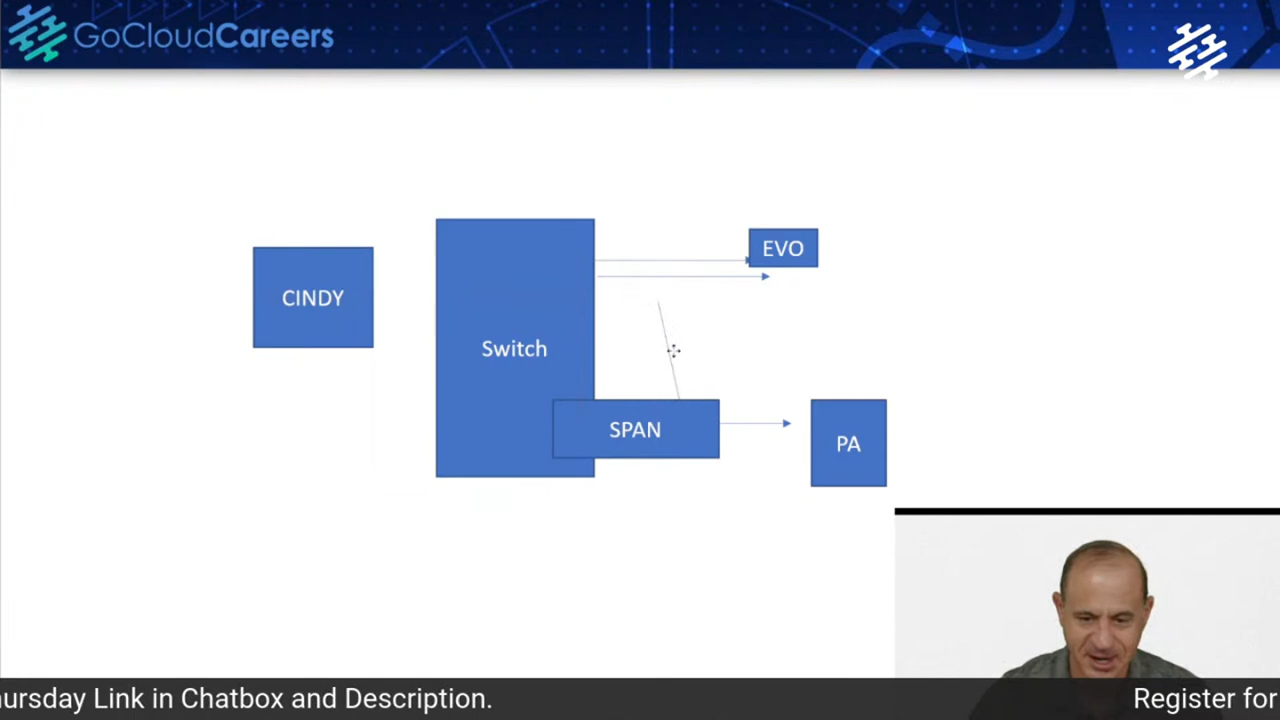 GoCloudCareers
EVO
CINDY
Switch
SPAN
PA
ursday Link in Chatbox and Description.
Register for